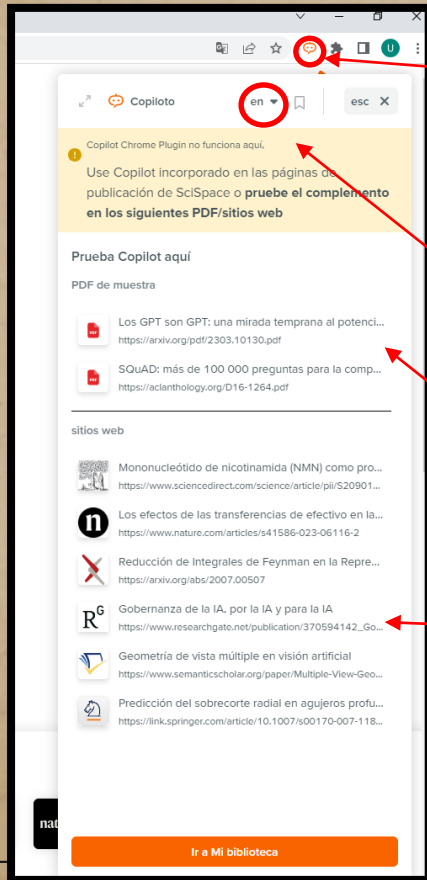 U
Copiloto
en
esc X
Copilot Chrome Plugin no funciona aquí,
Use Copilot incorporado en las páginas de
publicación de SciSpace o pruebe el complemento
en los siguientes PDF/sitios web
Prueba Copilot aquí
PDF de muestra
Los GPT son GPT: una mirada temprana al potenci...
https://arxiv.org/pdf/2303.10130.pdf
SQuAD: más de 100 000 preguntas para la comp...
https://aclanthology.org/D16-1264.pdf
sitios web
Mononucleótido de nicotinamida (NMN) como pro...
https://www.sciencedirect.com/science/article/pii/S20901...
n
Los efectos de las transferencias de efectivo en la...
https://www.nature.com/articles/s41586-023-06116-2
Reducción de Integrales de Feynman en la Repre...
https://arxiv.org/abs/2007.00507
RG
Gobernanza de la IA, por la IA y para la IA
https://www.researchgate.net/publication/370594142_Go...
Geometría de vista múltiple en visión artificial
https://www.semanticscholar.org/paper/Multiple-View-Geo...
Predicción del sobrecorte radial en agujeros profu...
https://link.springer.com/article/10.1007/s00170-007-118...
nat
Ir a Mi biblioteca